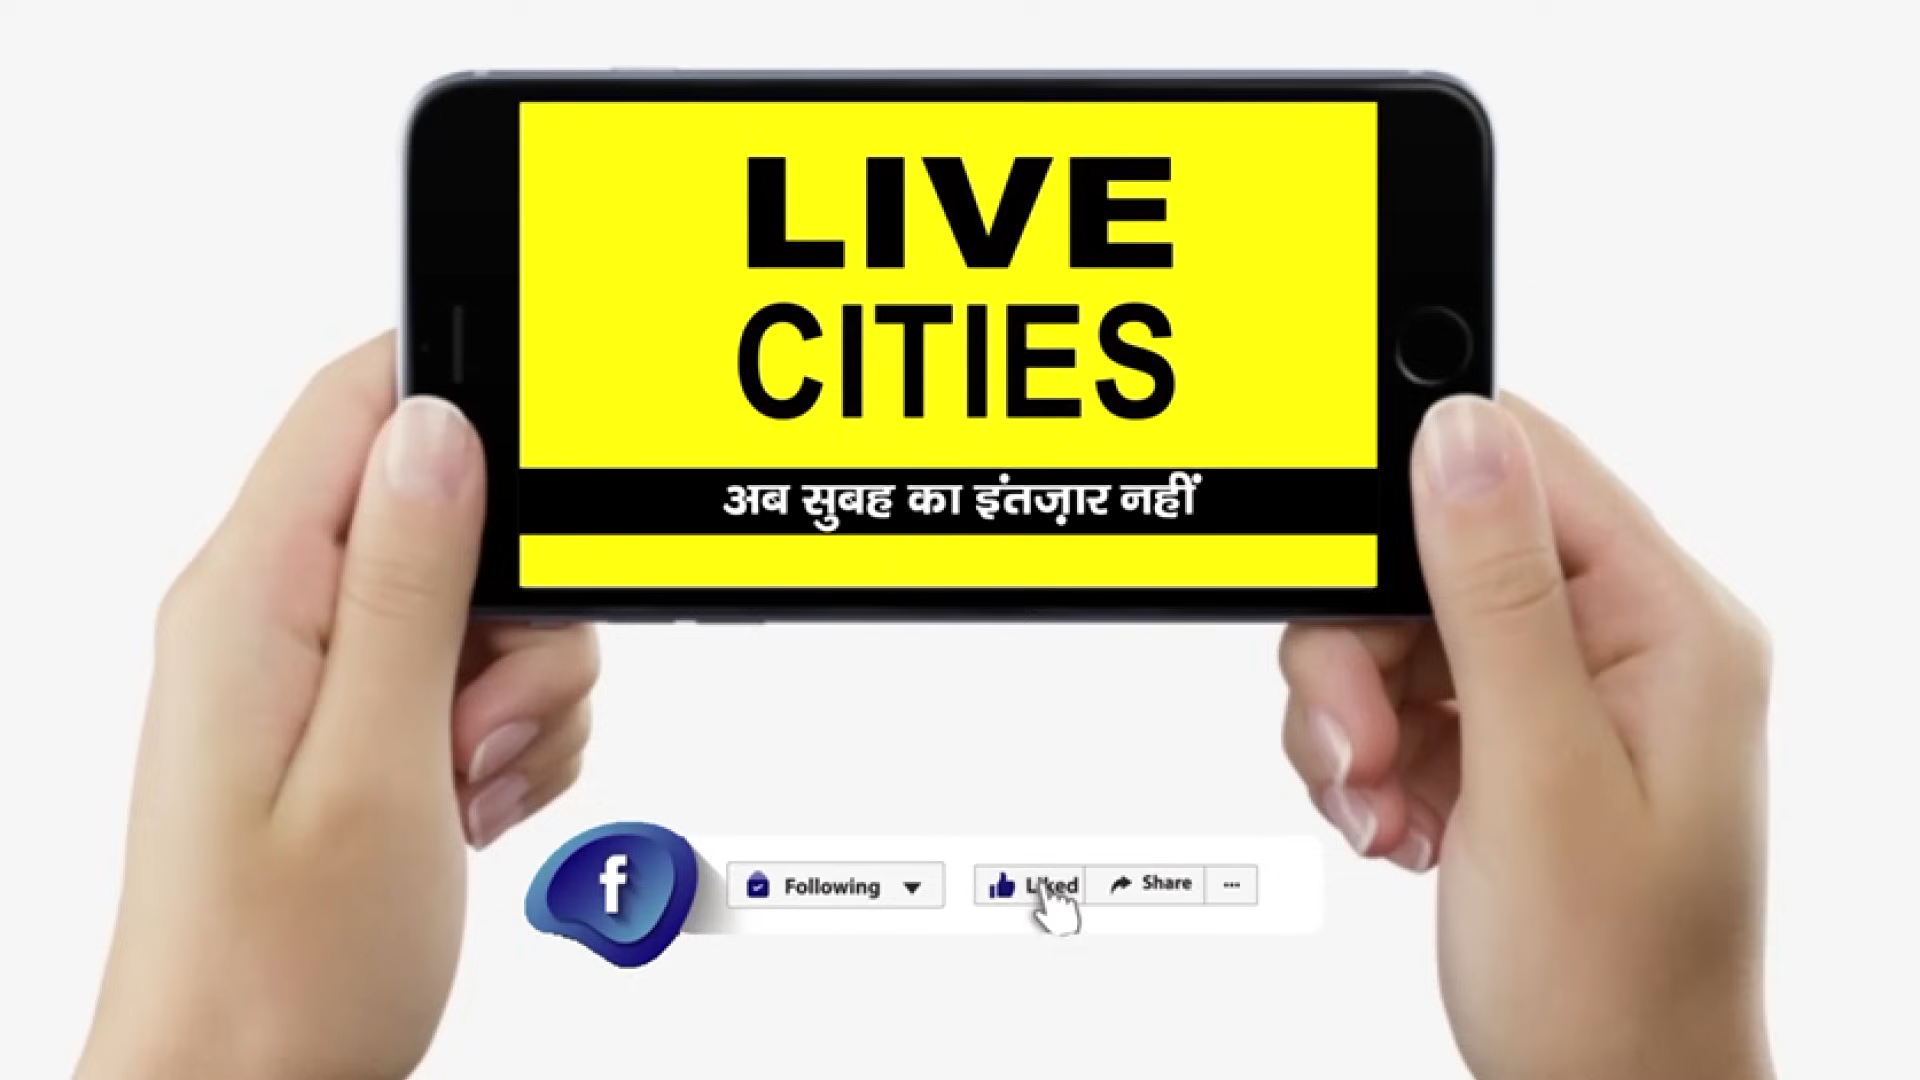 LIVE
CITIES
अब सुबह का इंतज़ार नहीं
f
Following
Liked
Share